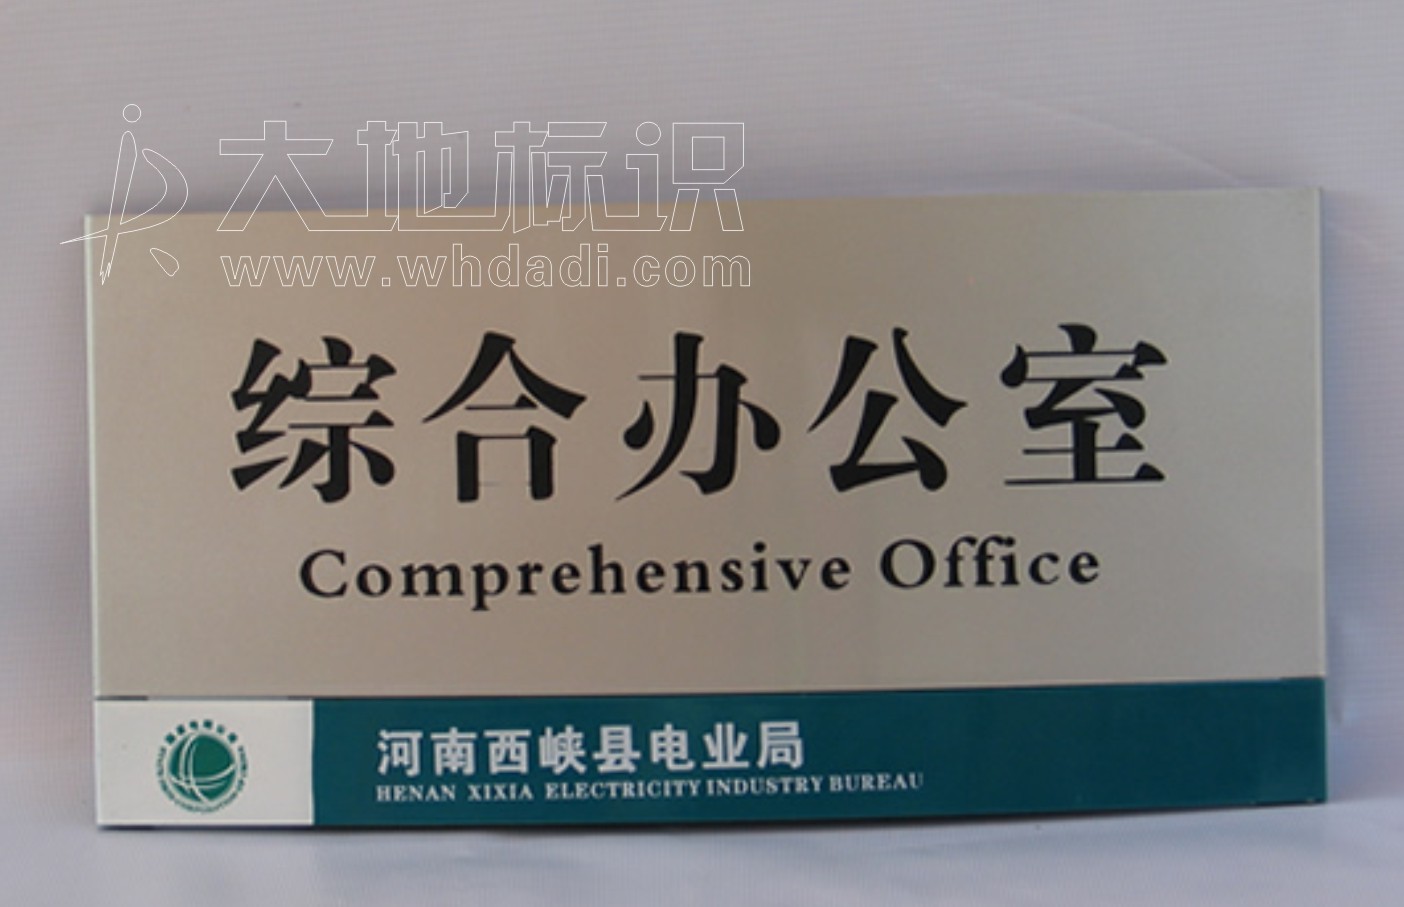 大地标识
www.whdadi.com
综合办公室
Comprehensive Office
河南西峡县电业局
HENAN XIXIA ELECTRICITY INDUSTRY BUREAU